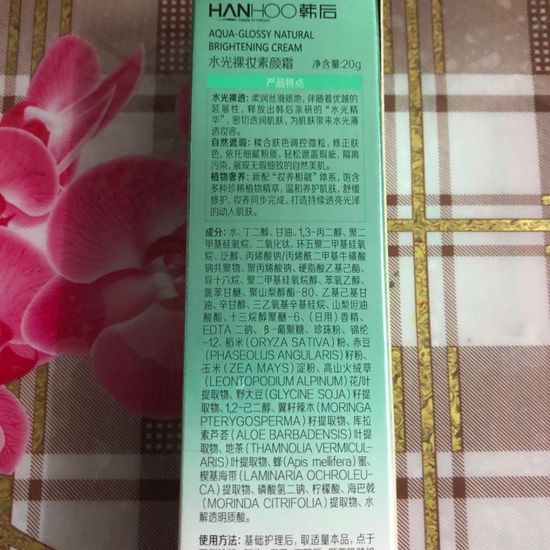 HANHOO韩后
made in nature
AQUA-GLOSSY NATURAL
BRIGHTENING CREAM
水光裸妆素颜霜 净含量:20g
产品特点
水光裸透:柔润丝滑质地,伴随着优越的
延展性,释放出韩后亲研的“水光精
华”,密切透润肌肤,为肌肤带来水光薄
透妆容。
自然遮瑕:糅合肤色调控微粒,修正肤
色,依托细腻粉质,轻松遮盖瑕疵,隔离
污染,展现无瑕细致的自然美肌。
植物奢养:新配“妆养相融”体系,饱含
多种珍稀植物精萃,温和养护肌肤,舒缓
修护,妆养同步完成,打造持续透亮光泽
的动人肌肤。
成分:水、丁二醇、甘油、1,3-丙二醇、聚二
甲基硅氧烷、二氧化钛、环五聚二甲基硅氧
烷、泛醇、丙烯酸钠/丙烯酰二甲基牛磺酸
钠共聚物、聚丙烯酸钠、硬脂酸乙基己酯、
异十六烷、聚二甲基硅氧烷醇、苯氧乙醇、
氯苯甘醚、聚山梨醇酯-80、乙基己基甘
油、辛甘醇、三乙氧基辛基硅烷、山梨坦油
酸酯、十三烷醇聚醚-6、(日用)香精、
EDTA 二钠、β-葡聚糖、珍珠粉、锦纶
-12、稻米(ORYZA SATIVA)粉、赤豆
(PHASEOLUS ANGULARIS)籽粉、
玉米(ZEA MAYS)淀粉、高山火绒草
(LEONTOPODIUM ALPINUM)花/叶
提取物、野大豆(GLYCINE SOJA)籽提
取物、1,2-己二醇、翼籽辣木(MORINGA
PTERYGOSPERMA)籽提取物、库拉
索芦荟(ALOE BARBADENSIS)叶提
取物、地茶(THAMNOLIA VERMICUL-
ARIS)叶提取物、蜂(Apis mellifera)蜜、
楔基海带(LAMINARIA OCHROLEU-
CA)提取物、磷酸氢二钠、柠檬酸、海巴戟
(MORINDA CITRIFOLIA)提取物、水
解透明质酸。
使用方法:基础护理后,取适量本品,点于